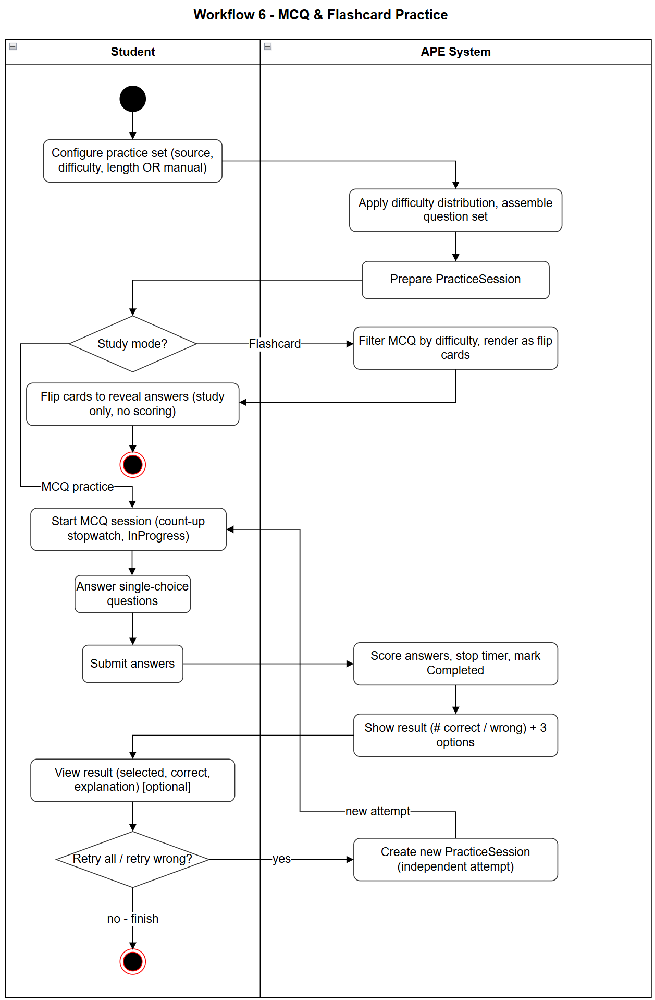 Workflow 6 - MCQ & Flashcard Practice
Student
APE System
Configure practice set (source,
difficulty, length OR manual)
Apply difficulty distribution, assemble
question set
Prepare PracticeSession
Study mode?
Flashcard
Filter MCQ by difficulty, render as flip
cards
Flip cards to reveal answers (study
only, no scoring)
MCQ practice
Start MCQ session (count-up
stopwatch, InProgress)
Answer single-choice
questions
Submit answers
Score answers, stop timer, mark
Completed
Show result (# correct / wrong) + 3
options
View result (selected, correct,
explanation) [optional]
new attempt
Retry all / retry wrong?
yes
Create new PracticeSession
(independent attempt)
no - finish